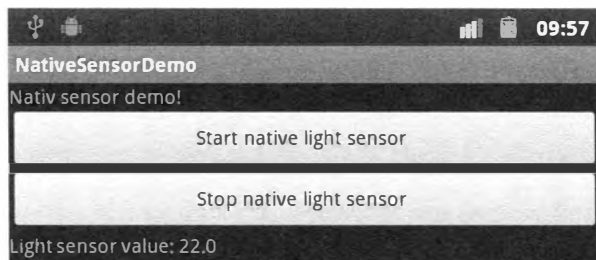 09:57
NativeSensorDemo
Nativ sensor demo!
Start native light sensor
Stop native light sensor
Light sensor value: 22.0